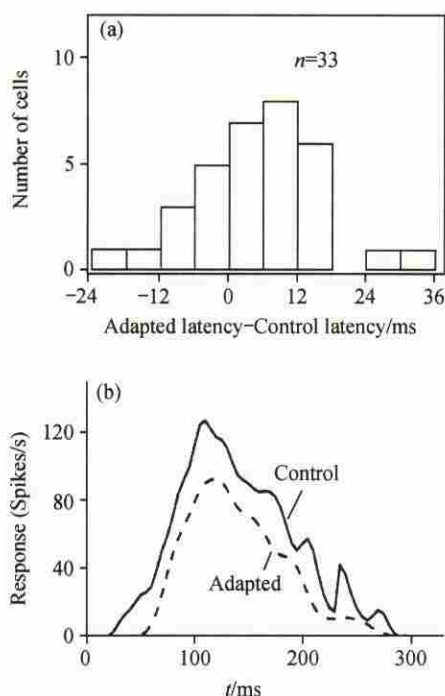 (a)
n=33
10
5
0
Number of cells
−24 −12 0 12 24 36
Adapted latency−Control latency/ms
(b)
120
80
40
0
Response (Spikes/s)
Control
Adapted
0 100 200 300
t/ms